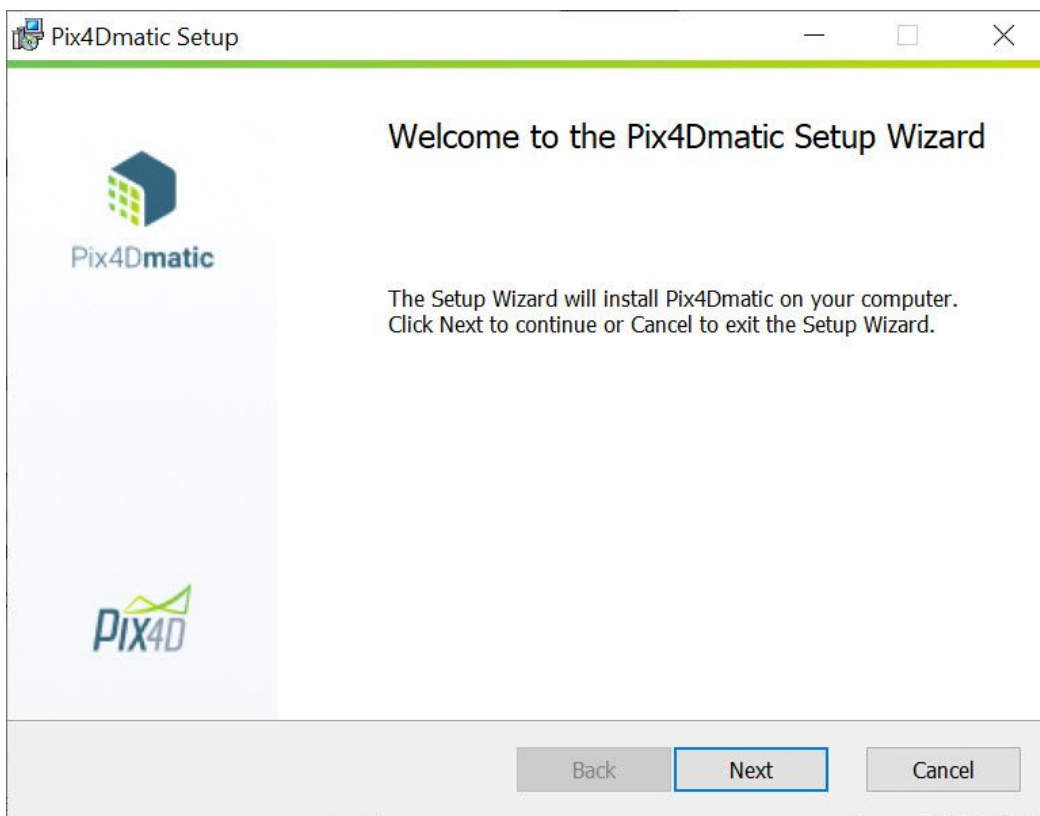 Pix4Dmatic Setup
Welcome to the Pix4Dmatic Setup Wizard
Pix4Dmatic
The Setup Wizard will install Pix4Dmatic on your computer.
Click Next to continue or Cancel to exit the Setup Wizard.
PIX4D
Back Next Cancel